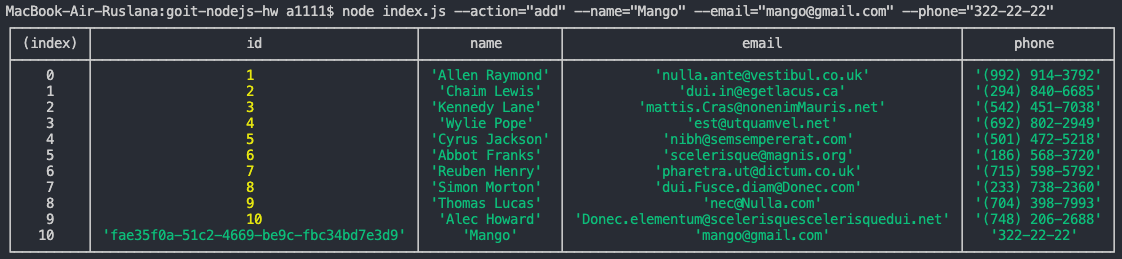 MacBook-Air-Ruslana:goit-nodejs-hw a1111$ node index.js --action="add" --name="Mango" --email="mango@gmail.com" --phone="322-22-22"
(index) id name email phone
0 1 'Allen Raymond' 'nulla.ante@vestibul.co.uk' '(992) 914-3792'
1 2 'Chaim Lewis' 'dui.in@egetlacus.ca' '(294) 840-6685'
2 3 'Kennedy Lane' 'mattis.Cras@nonenimMauris.net' '(542) 451-7038'
3 4 'Wylie Pope' 'est@utquamvel.net' '(692) 802-2949'
4 5 'Cyrus Jackson' 'nibh@semsempererat.com' '(501) 472-5218'
5 6 'Abbot Franks' 'scelerisque@magnis.org' '(186) 568-3720'
6 7 'Reuben Henry' 'pharetra.ut@dictum.co.uk' '(715) 598-5792'
7 8 'Simon Morton' 'dui.Fusce.diam@Donec.com' '(233) 738-2360'
8 9 'Thomas Lucas' 'nec@Nulla.com' '(704) 398-7993'
9 10 'Alec Howard' 'Donec.elementum@scelerisquescelerisquedui.net' '(748) 206-2688'
10 'fae35f0a-51c2-4669-be9c-fbc34bd7e3d9' 'Mango' 'mango@gmail.com' '322-22-22'